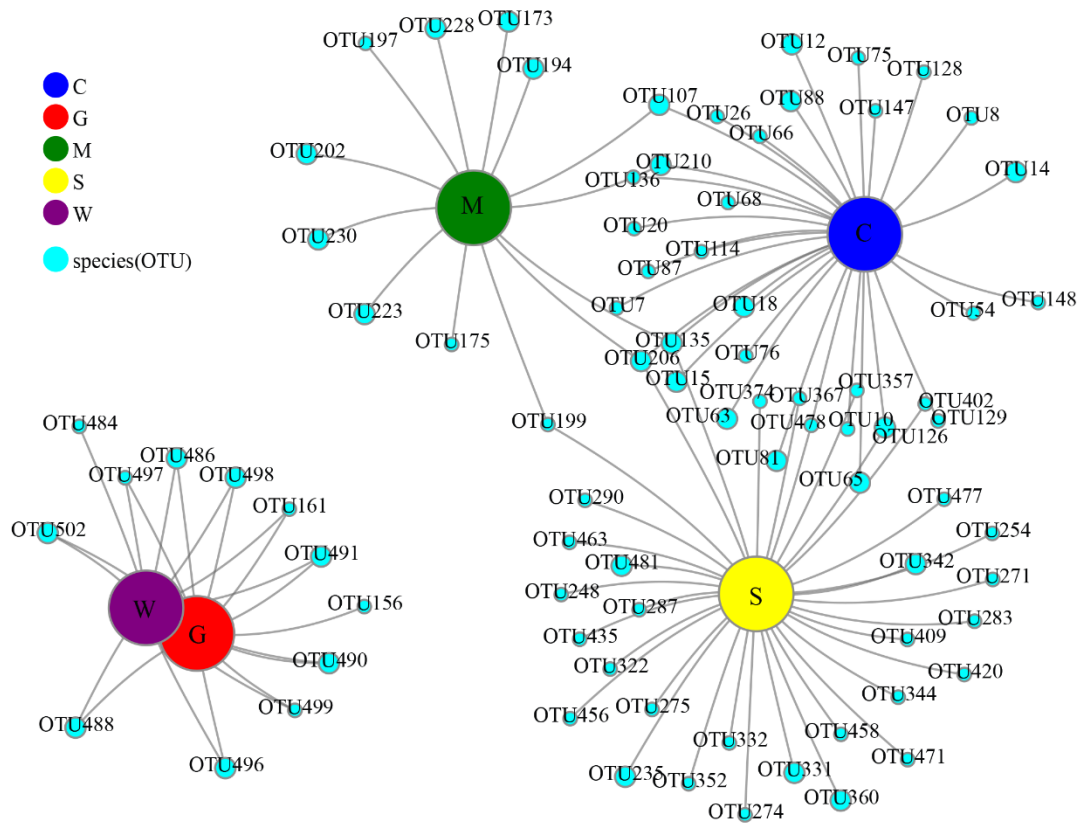 C
G
M
S
W
species(OTU)
OTU197
OTU228
OTU173
OTU194
OTU202
OTU230
OTU223
OTU175
M
OTU107
OTU26
OTU66
OTU210
OTU136
OTU68
OTU20
OTU114
OTU87
OTU7
OTU18
OTU135
OTU206
OTU76
OTU15
OTU12
OTU75
OTU128
OTU88
OTU147
OTU8
OTU14
C
OTU148
OTU54
OTU374
OTU367
OTU357
OTU402
OTU63
OTU478
OTU10
OTU129
OTU126
OTU81
OTU65
OTU199
OTU484
OTU497
OTU486
OTU498
OTU161
OTU502
OTU491
OTU156
W
G
OTU490
OTU499
OTU488
OTU496
OTU290
OTU477
OTU463
OTU254
OTU481
OTU342
OTU248
OTU271
OTU287
S
OTU283
OTU435
OTU409
OTU322
OTU420
OTU456
OTU275
OTU344
OTU332
OTU458
OTU471
OTU235
OTU352
OTU331
OTU274
OTU360